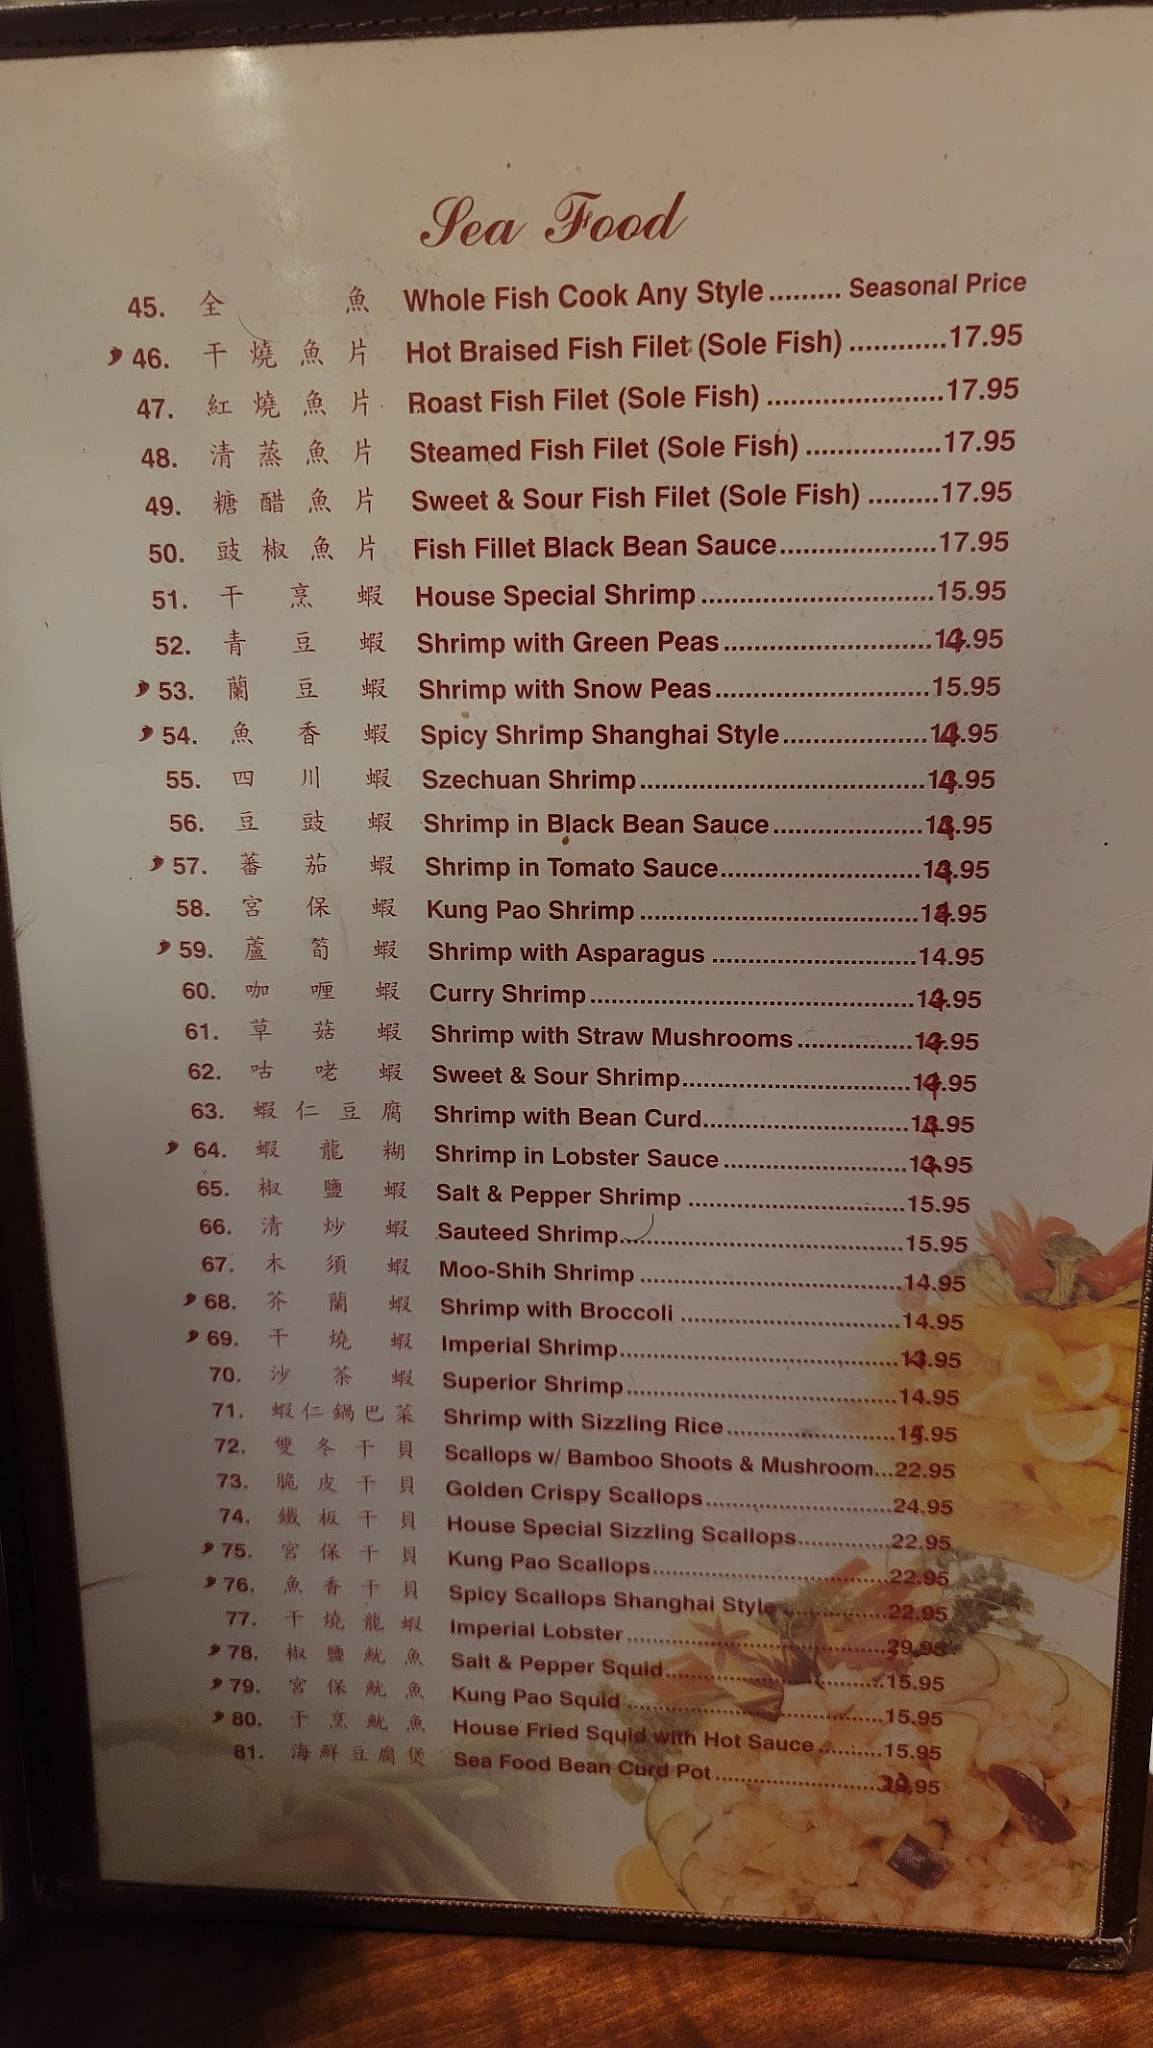 Sea Food
45. 全 魚 Whole Fish Cook Any Style ......... Seasonal Price
46. 干燒魚片 Hot Braised Fish Filet (Sole Fish) ............17.95
47. 紅燒魚片 Roast Fish Filet (Sole Fish) .......................17.95
48. 清蒸魚片 Steamed Fish Filet (Sole Fish) .................17.95
49. 糖醋魚片 Sweet & Sour Fish Filet (Sole Fish) .........17.95
50. 豉椒魚片 Fish Fillet Black Bean Sauce.....................17.95
51. 干烹蝦 House Special Shrimp ..............................15.95
52. 青豆蝦 Shrimp with Green Peas...........................14.95
53. 蘭豆蝦 Shrimp with Snow Peas............................15.95
54. 魚香蝦 Spicy Shrimp Shanghai Style...................14.95
55. 四川蝦 Szechuan Shrimp.....................................14.95
56. 豆豉蝦 Shrimp in Black Bean Sauce....................14.95
57. 蕃茄蝦 Shrimp in Tomato Sauce..........................14.95
58. 宮保蝦 Kung Pao Shrimp .....................................14.95
59. 蘆筍蝦 Shrimp with Asparagus ...........................14.95
60. 咖喱蝦 Curry Shrimp............................................14.95
61. 草菇蝦 Shrimp with Straw Mushrooms................14.95
62. 咕咾蝦 Sweet & Sour Shrimp...............................14.95
63. 蝦仁豆腐 Shrimp with Bean Curd............................14.95
64. 蝦龍糊 Shrimp in Lobster Sauce .........................14.95
65. 椒鹽蝦 Salt & Pepper Shrimp ..............................15.95
66. 清炒蝦 Sauteed Shrimp........................................15.95
67. 木須蝦 Moo-Shih Shrimp .....................................14.95
68. 芥蘭蝦 Shrimp with Broccoli ................................14.95
69. 干燒蝦 Imperial Shrimp........................................14.95
70. 沙茶蝦 Superior Shrimp.......................................14.95
71. 蝦仁鍋巴菜 Shrimp with Sizzling Rice..........................15.95
72. 雙冬干貝 Scallops w/ Bamboo Shoots & Mushroom...22.95
73. 脆皮干貝 Golden Crispy Scallops............................24.95
74. 鐵板干貝 House Special Sizzling Scallops..............22.95
75. 宮保干貝 Kung Pao Scallops....................................22.95
76. 魚香干貝 Spicy Scallops Shanghai Style.................22.95
77. 干燒龍蝦 Imperial Lobster........................................29.95
78. 椒鹽魷魚 Salt & Pepper Squid..................................15.95
79. 宮保魷魚 Kung Pao Squid .......................................15.95
80. 干烹魷魚 House Fried Squid with Hot Sauce..........15.95
81. 海鮮豆腐煲 Sea Food Bean Curd Pot...........................